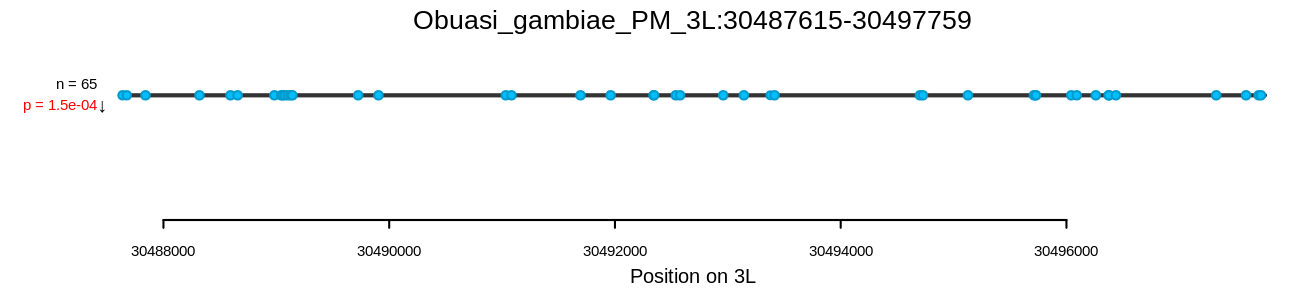 Obuasi_gambiae_PM_3L:30487615-30497759
n = 65
p = 1.5e-04↓
30488000 30490000 30492000 30494000 30496000
Position on 3L